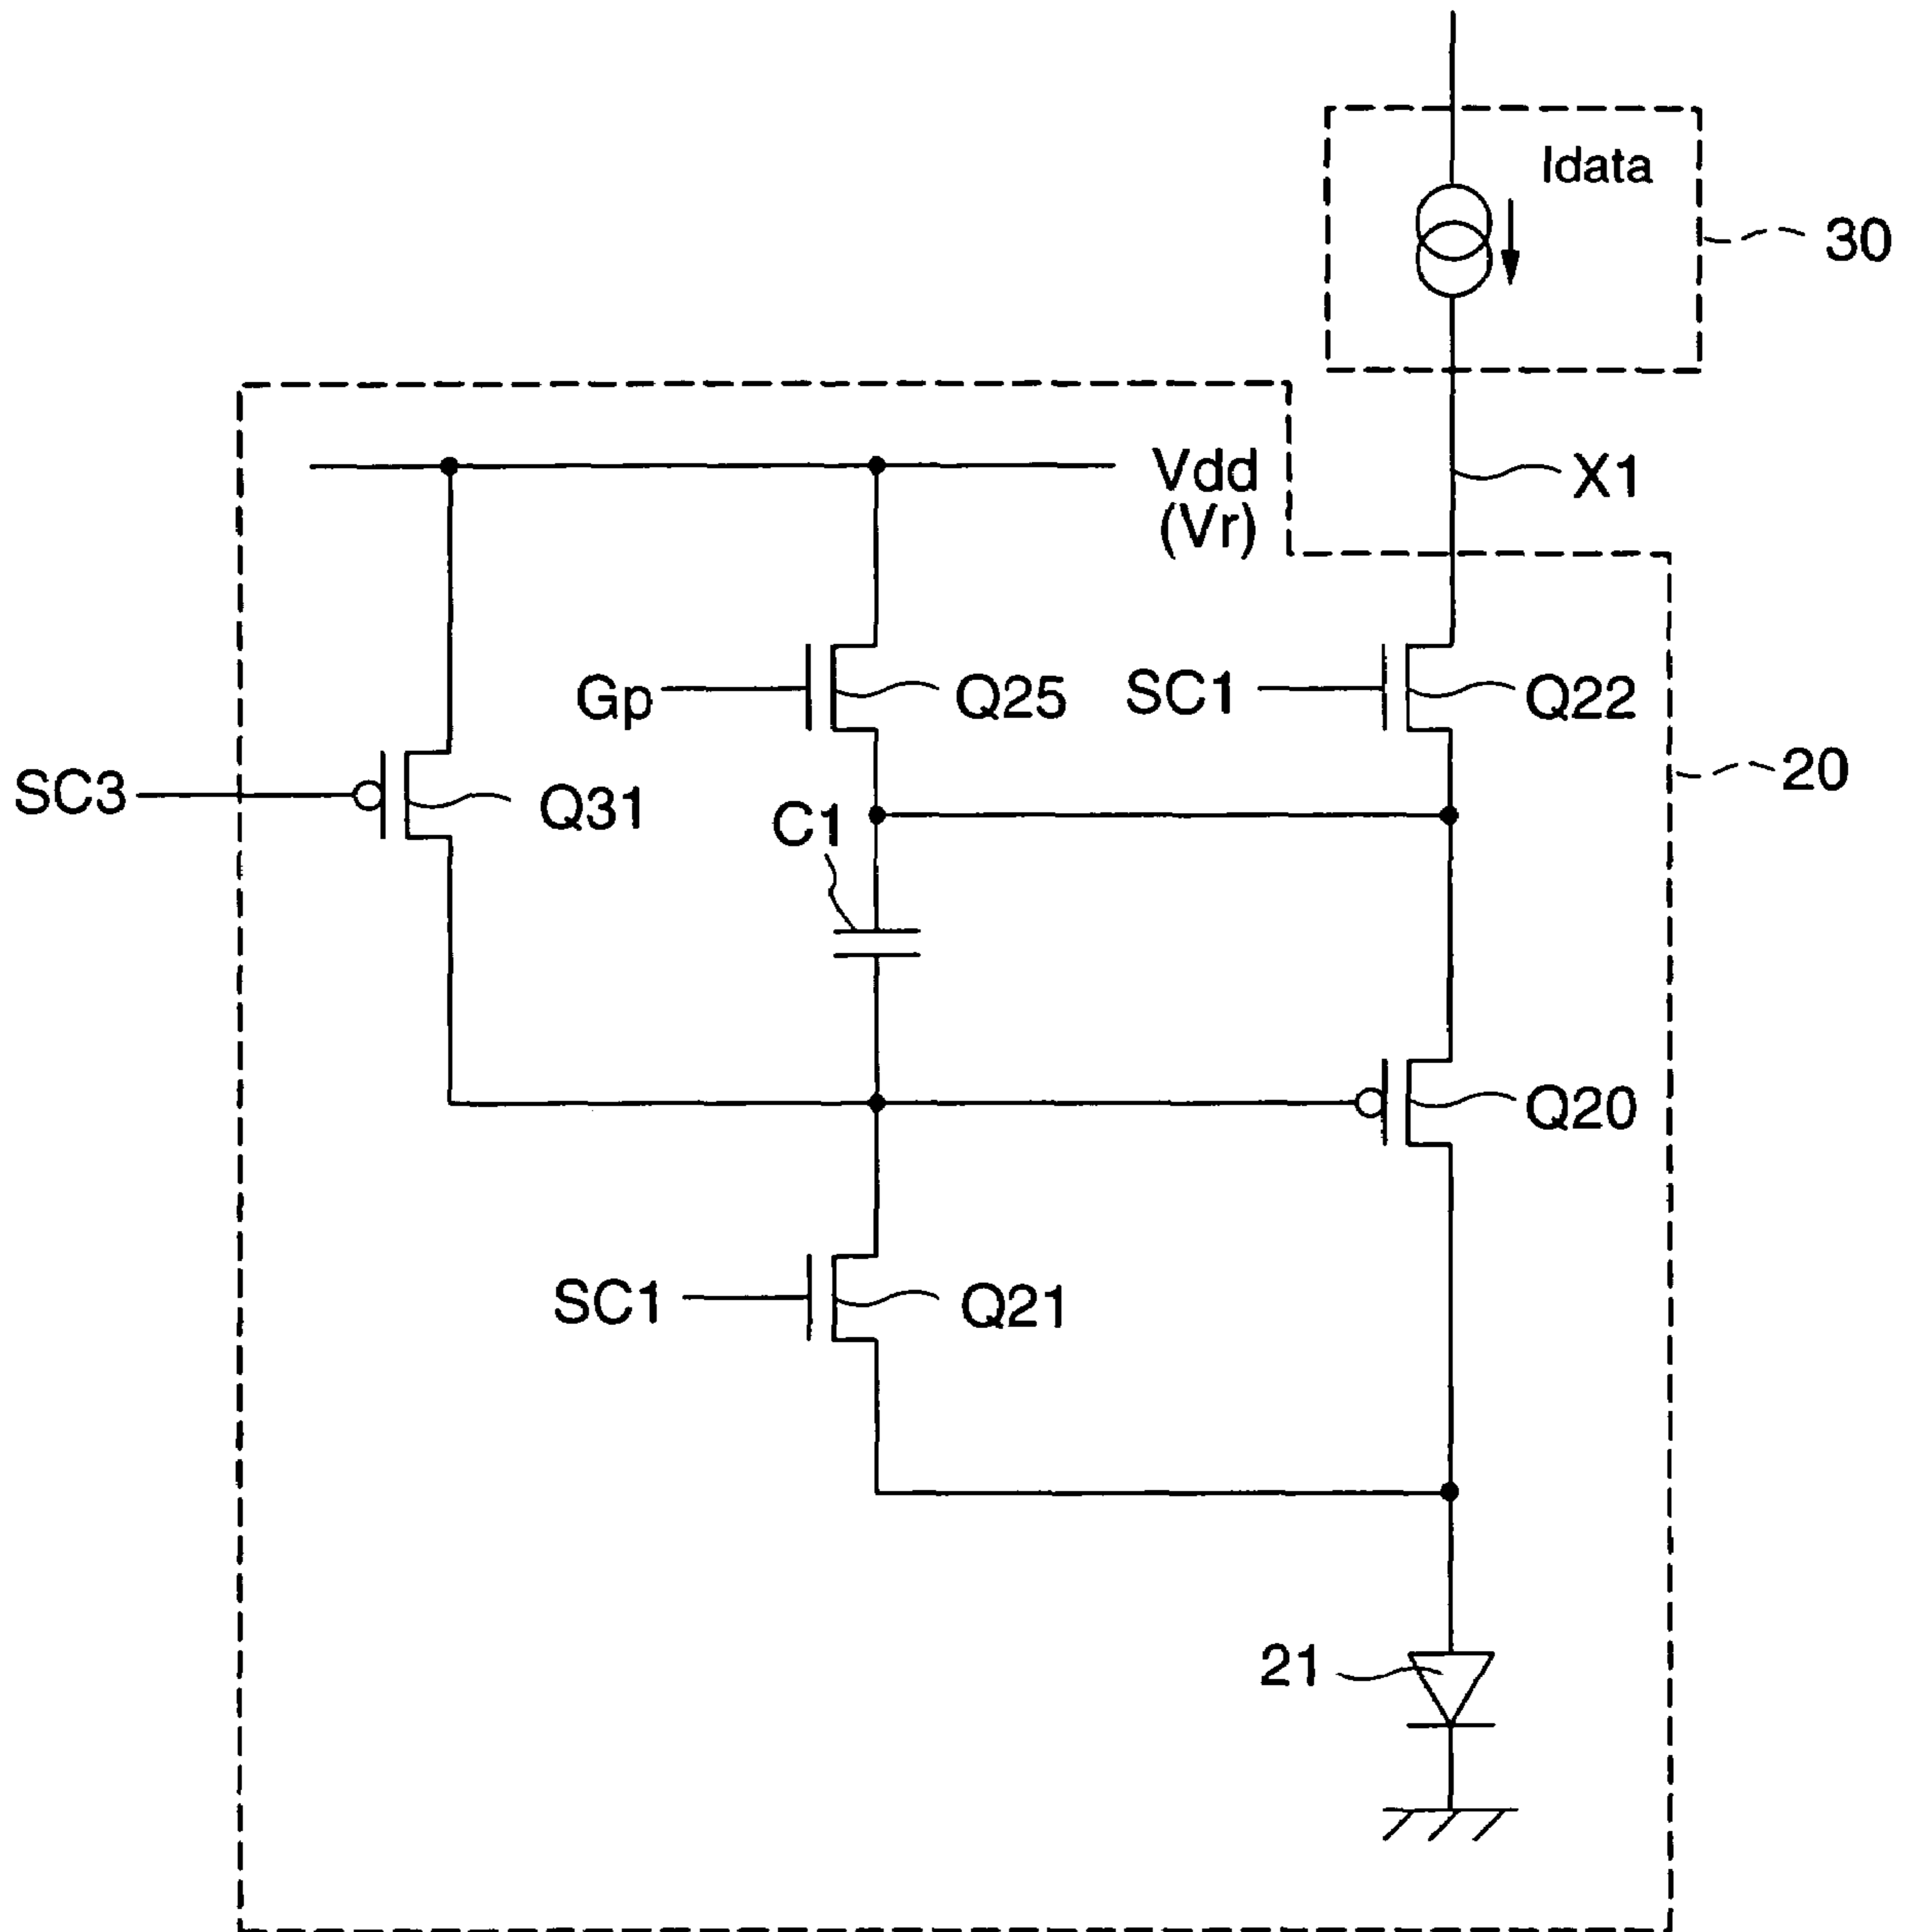 Idata
30
Vdd
(Vr)
X1
Gp
Q25
SC1
Q22
SC3
Q31
C1
20
Q20
SC1
Q21
21